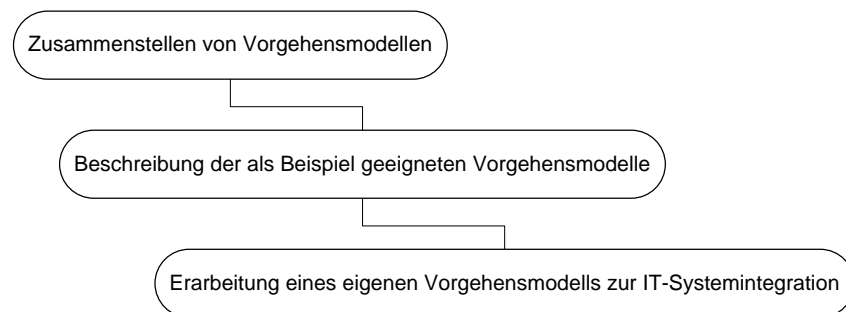 Zusammenstellen von Vorgehensmodellen
Beschreibung der als Beispiel geeigneten Vorgehensmodelle
Erarbeitung eines eigenen Vorgehensmodells zur IT-Systemintegration